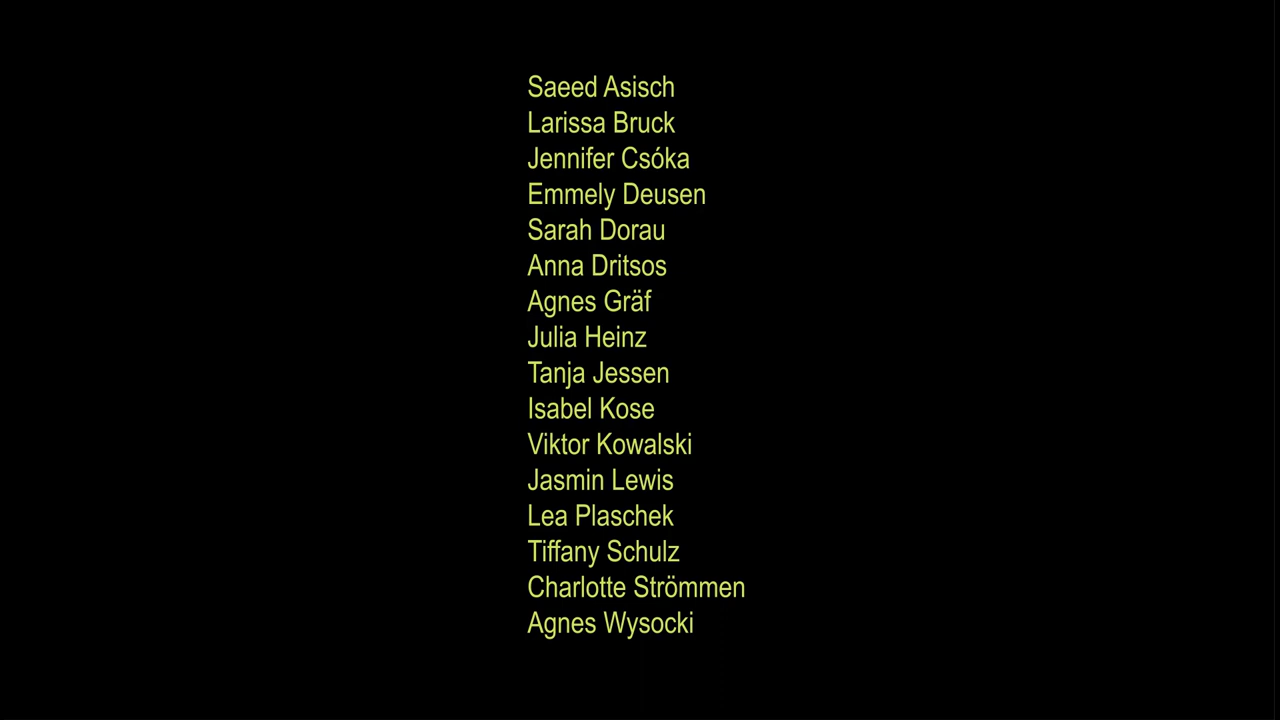 Saeed Asisch
Larissa Bruck
Jennifer Csóka
Emmely Deusen
Sarah Dorau
Anna Dritsos
Agnes Gräf
Julia Heinz
Tanja Jessen
Isabel Kose
Viktor Kowalski
Jasmin Lewis
Lea Plaschek
Tiffany Schulz
Charlotte Strömmen
Agnes Wysocki